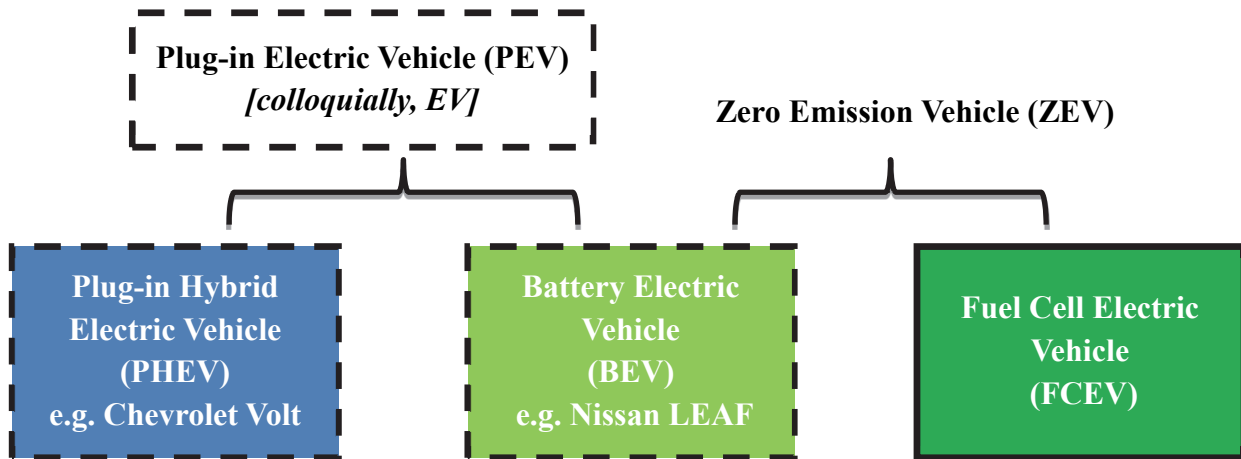 Plug-in Electric Vehicle (PEV)
[colloquially, EV]
Zero Emission Vehicle (ZEV)
Plug-in Hybrid
Electric Vehicle
(PHEV)
e.g. Chevrolet Volt
Battery Electric
Vehicle
(BEV)
e.g. Nissan LEAF
Fuel Cell Electric
Vehicle
(FCEV)